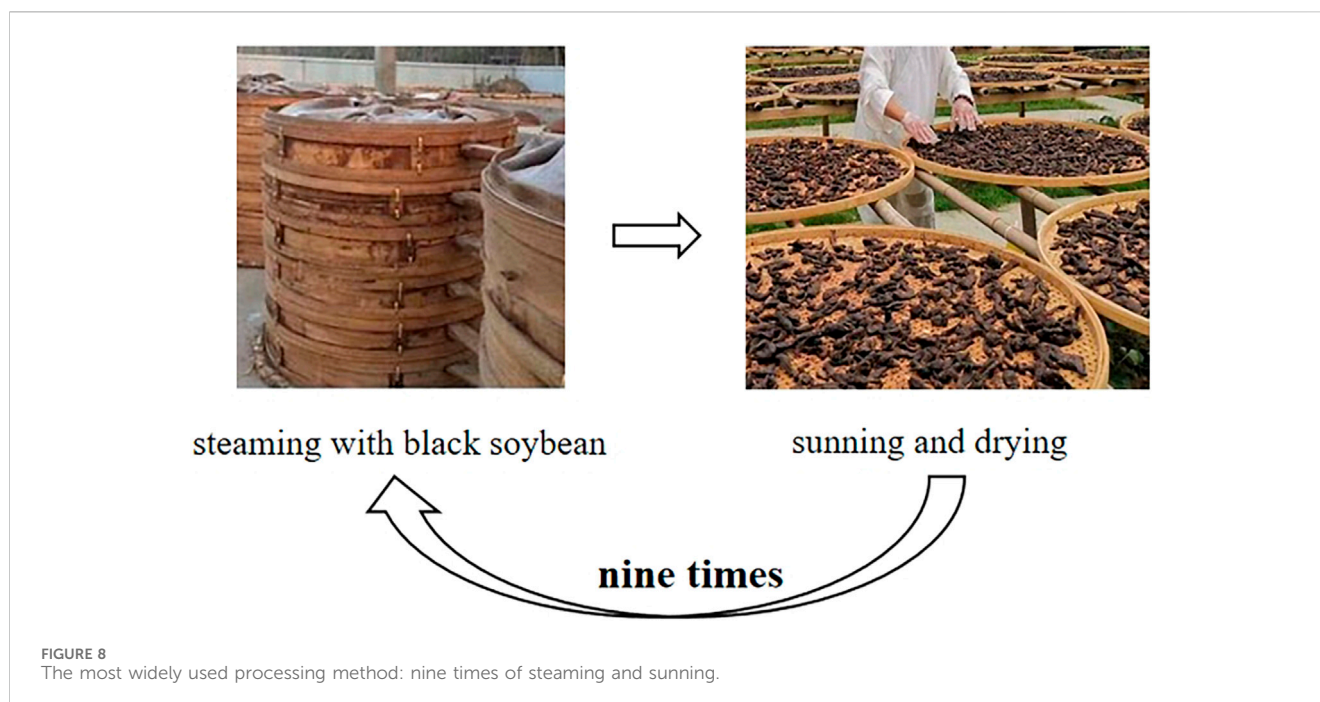 steaming with black soybean
sunning and drying
nine times
FIGURE 8
The most widely used processing method: nine times of steaming and sunning.